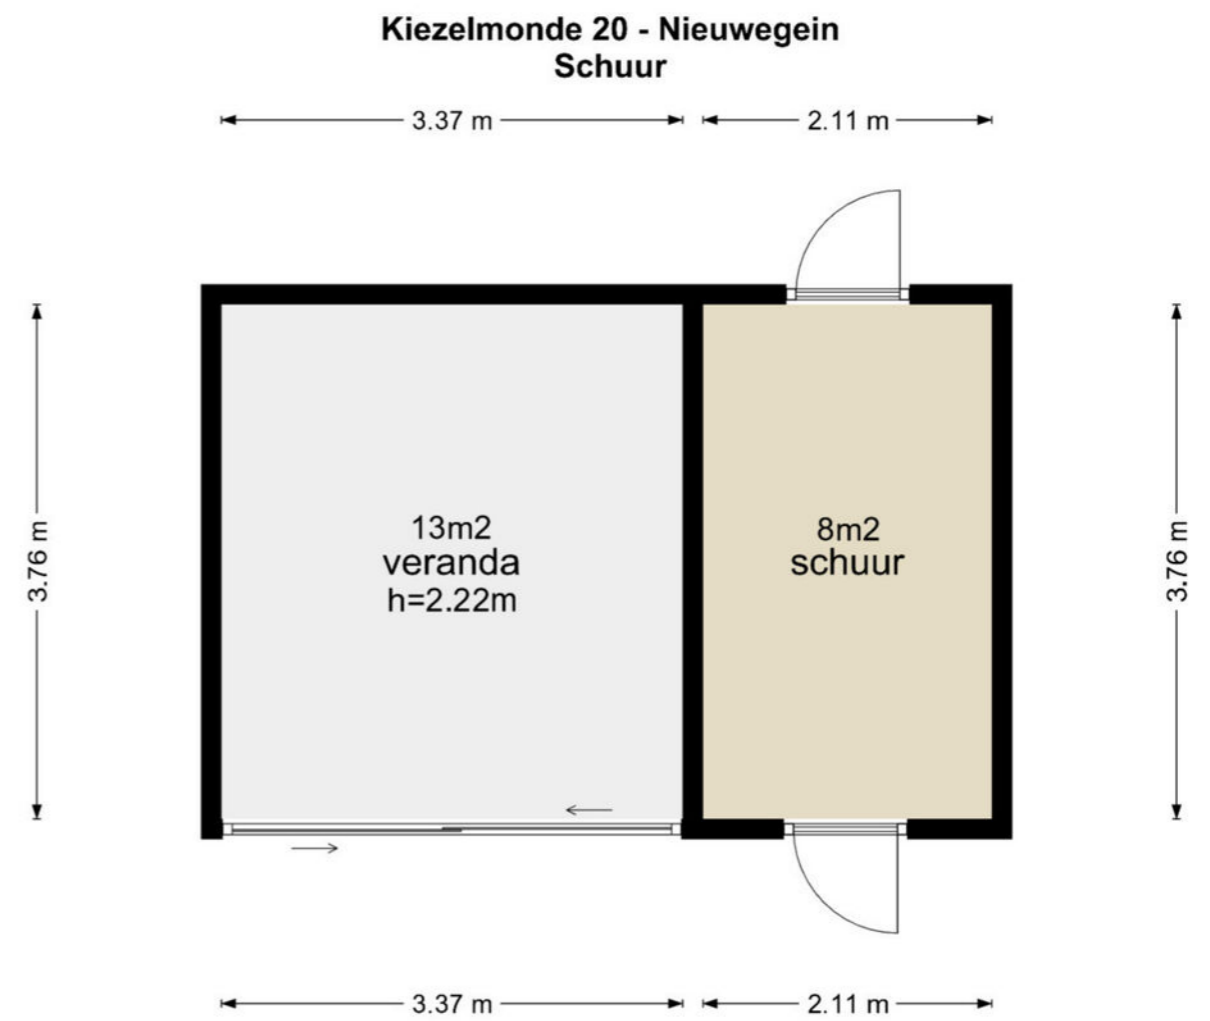 Kiezelmonde 20 - Nieuwegein
Schuur
3.37 m
2.11 m
3.76 m
13m2
veranda
h=2.22m
8m2
schuur
3.76 m
3.37 m
2.11 m